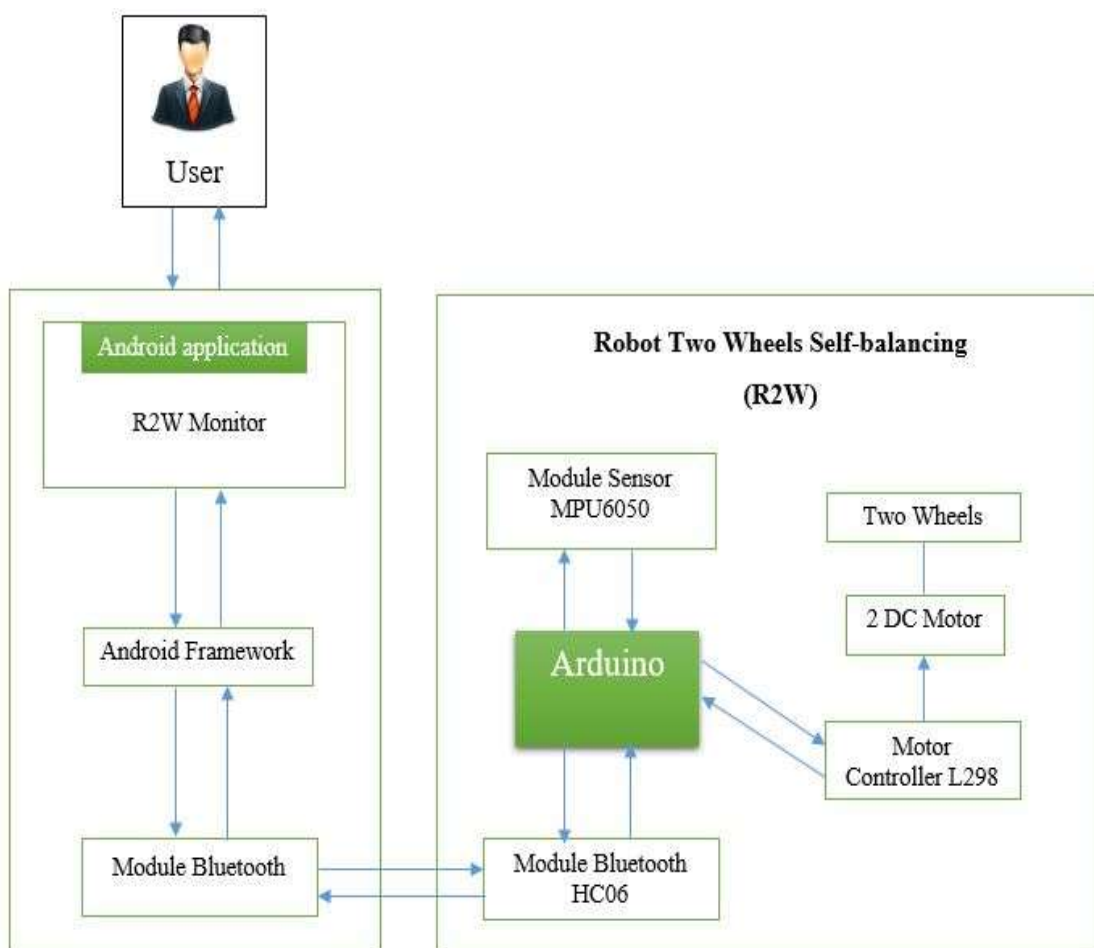 User
Android application
R2W Monitor
Android Framework
Module Bluetooth
Robot Two Wheels Self-balancing
(R2W)
Module Sensor
MPU6050
Two Wheels
2 DC Motor
Arduino
Motor
Controller L298
Module Bluetooth
HC06